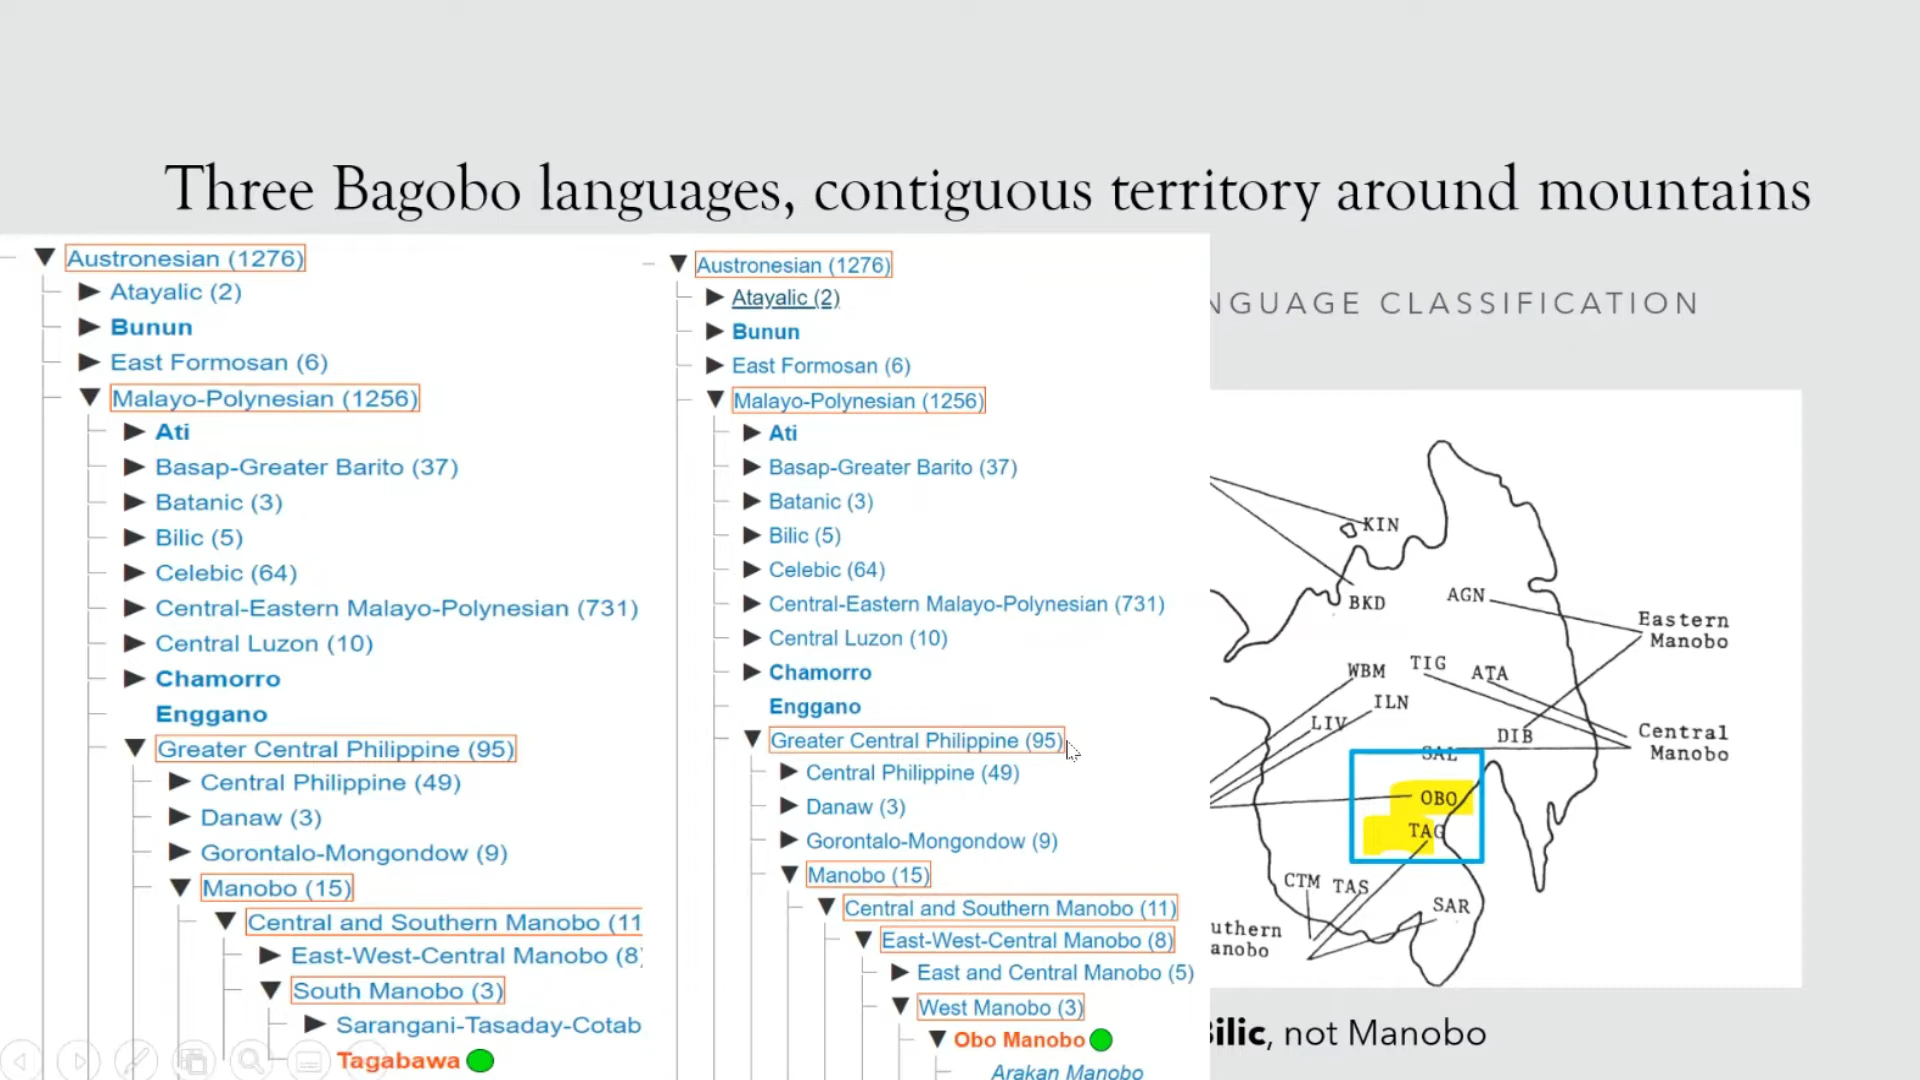 Three Bagobo languages, contiguous territory around mountains
Austronesian (1276)
Atayalic (2)
Bunun
East Formosan (6)
Malayo-Polynesian (1256)
Ati
Basap-Greater Barito (37)
Batanic (3)
Bilic (5)
Celebic (64)
Central-Eastern Malayo-Polynesian (731)
Central Luzon (10)
Chamorro
Enggano
Greater Central Philippine (95)
Central Philippine (49)
Danaw (3)
Gorontalo-Mongondow (9)
Manobo (15)
Central and Southern Manobo (11
East-West-Central Manobo (8)
South Manobo (3)
Sarangani-Tasaday-Cotab
Tagabawa
Austronesian (1276)
Atayalic (2)
Bunun
East Formosan (6)
Malayo-Polynesian (1256)
Ati
Basap-Greater Barito (37)
Batanic (3)
Bilic (5)
Celebic (64)
Central-Eastern Malayo-Polynesian (731)
Central Luzon (10)
Chamorro
Enggano
Greater Central Philippine (95)
Central Philippine (49)
Danaw (3)
Gorontalo-Mongondow (9)
Manobo (15)
Central and Southern Manobo (11)
East-West-Central Manobo (8)
East and Central Manobo (5)
West Manobo (3)
Obo Manobo
Arakan Manobo
NGUAGE CLASSIFICATION
KIN
BKD
AGN
Eastern
Manobo
WBM
TIG
ATA
ILN
LIV
DIB
Central
Manobo
SAL
OBO
TAG
CTM
TAS
SAR
uthern
anobo
Bilic, not Manobo